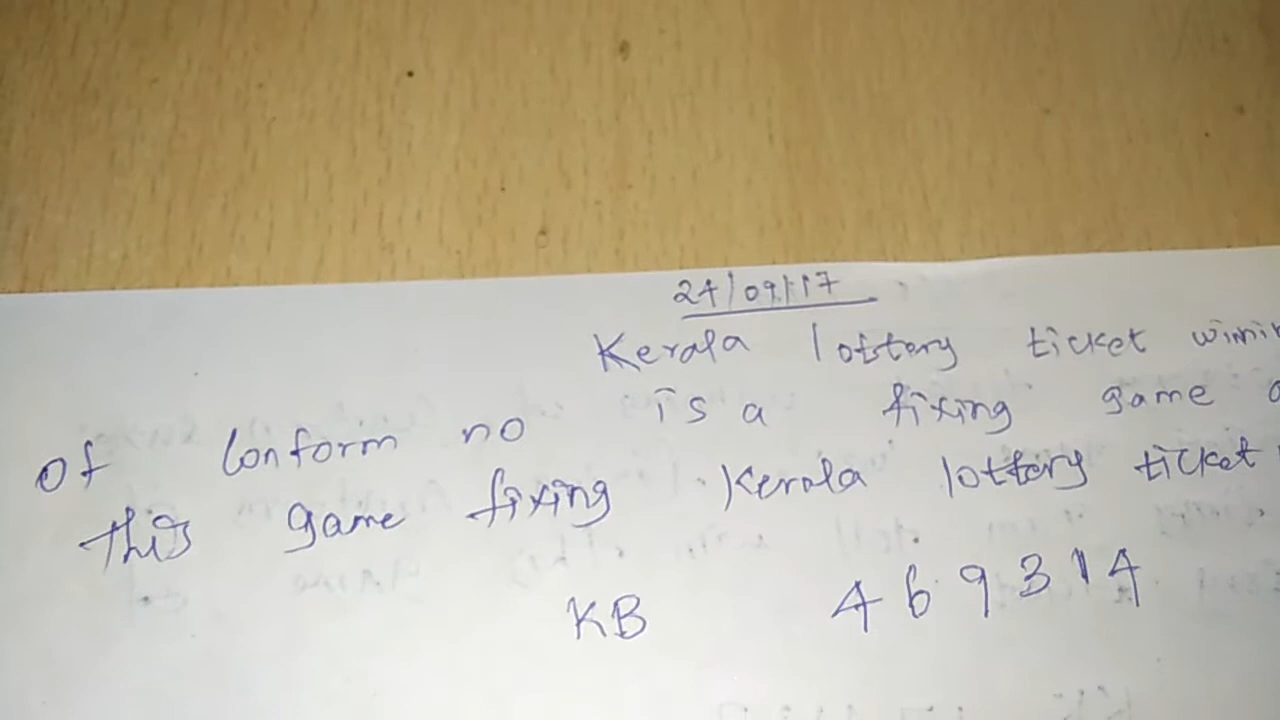 24/09/17
Kerala lottery ticket
of Conform no is a fixing game
this game fixing Kerala lottery ticket
KB 469314